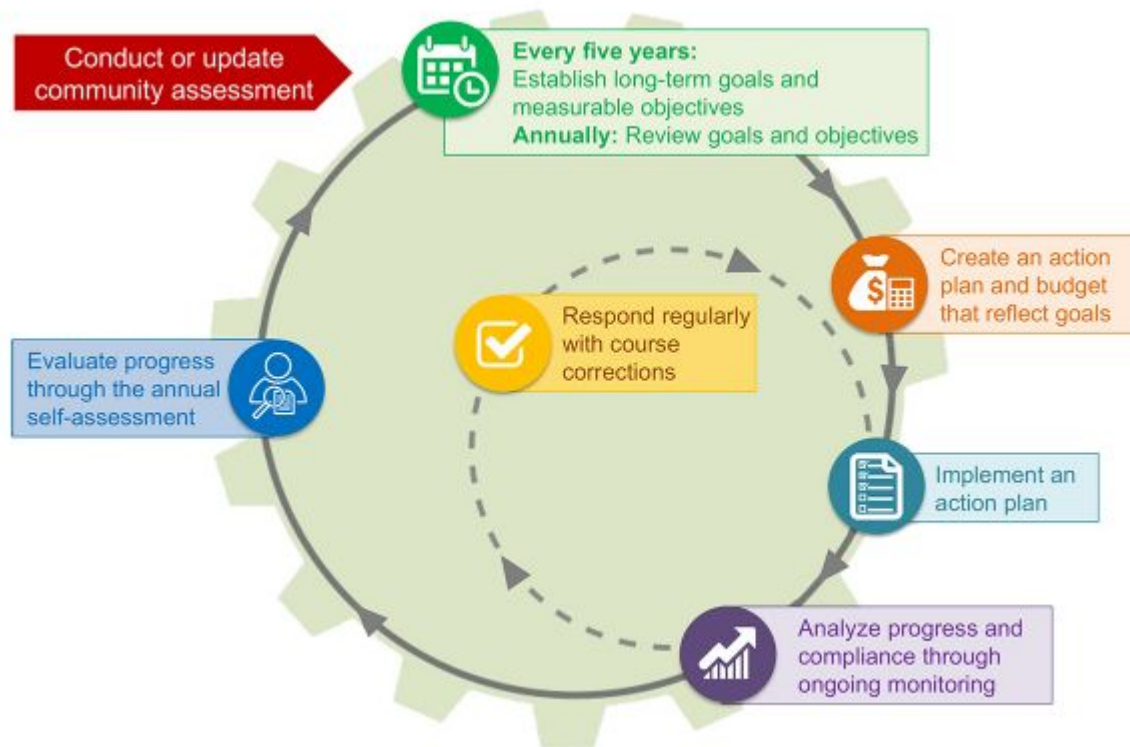 Conduct or update
community assessment
Every five years:
Establish long-term goals and
measurable objectives
Annually: Review goals and objectives
Create an action
plan and budget
that reflect goals
Respond regularly
with course
corrections
Evaluate progress
through the annual
self-assessment
Implement an
action plan
Analyze progress and
compliance through
ongoing monitoring